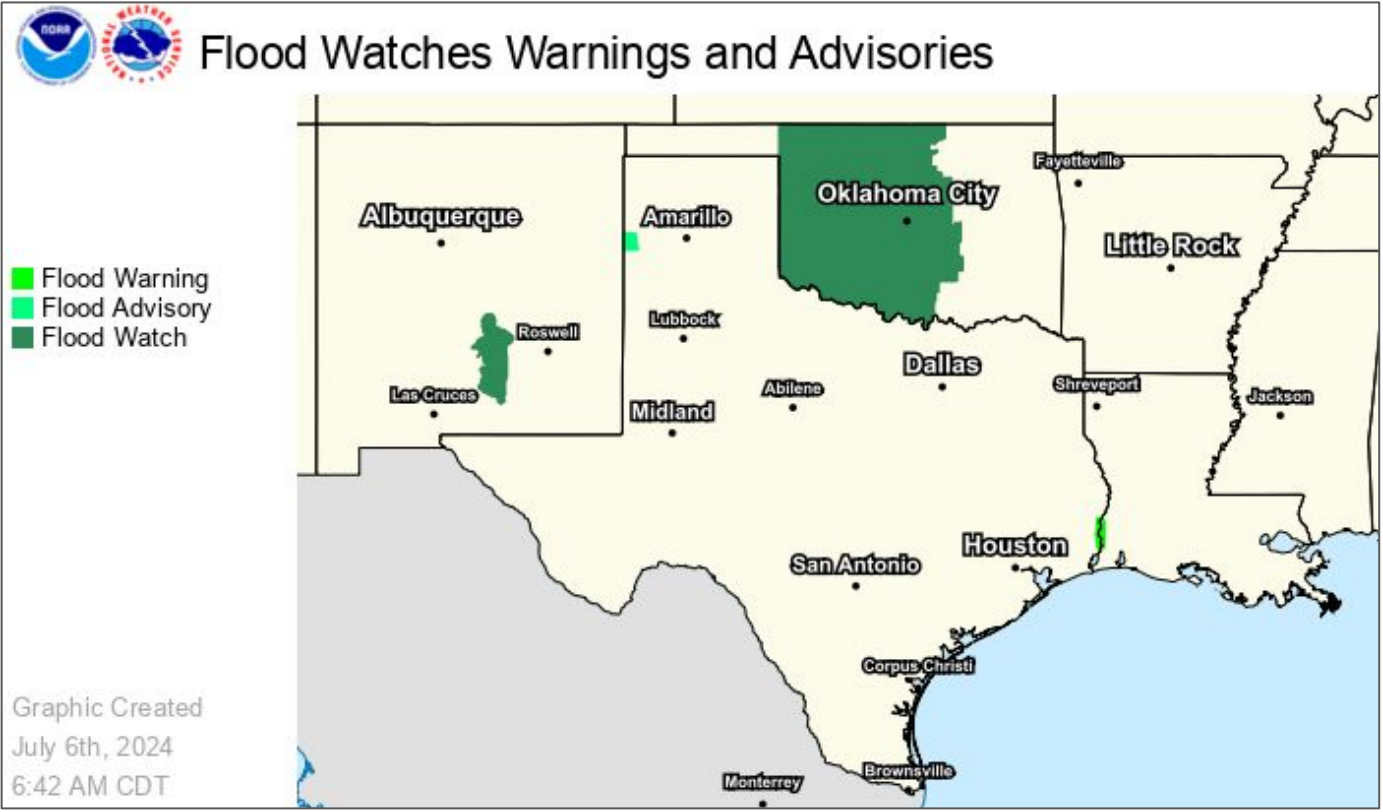 NOAA
NATIONAL WEATHER SERVICE
Flood Watches Warnings and Advisories
Fayetteville
Oklahoma City
Albuquerque
Amarillo
Little Rock
Flood Warning
Flood Advisory
Flood Watch
Roswell
Lubbock
Dallas
Las Cruces
Abilene
Shreveport
Midland
Jackson
Houston
San Antonio
Corpus Christi
Graphic Created
July 6th, 2024
6:42 AM CDT
Brownsville
Monterrey